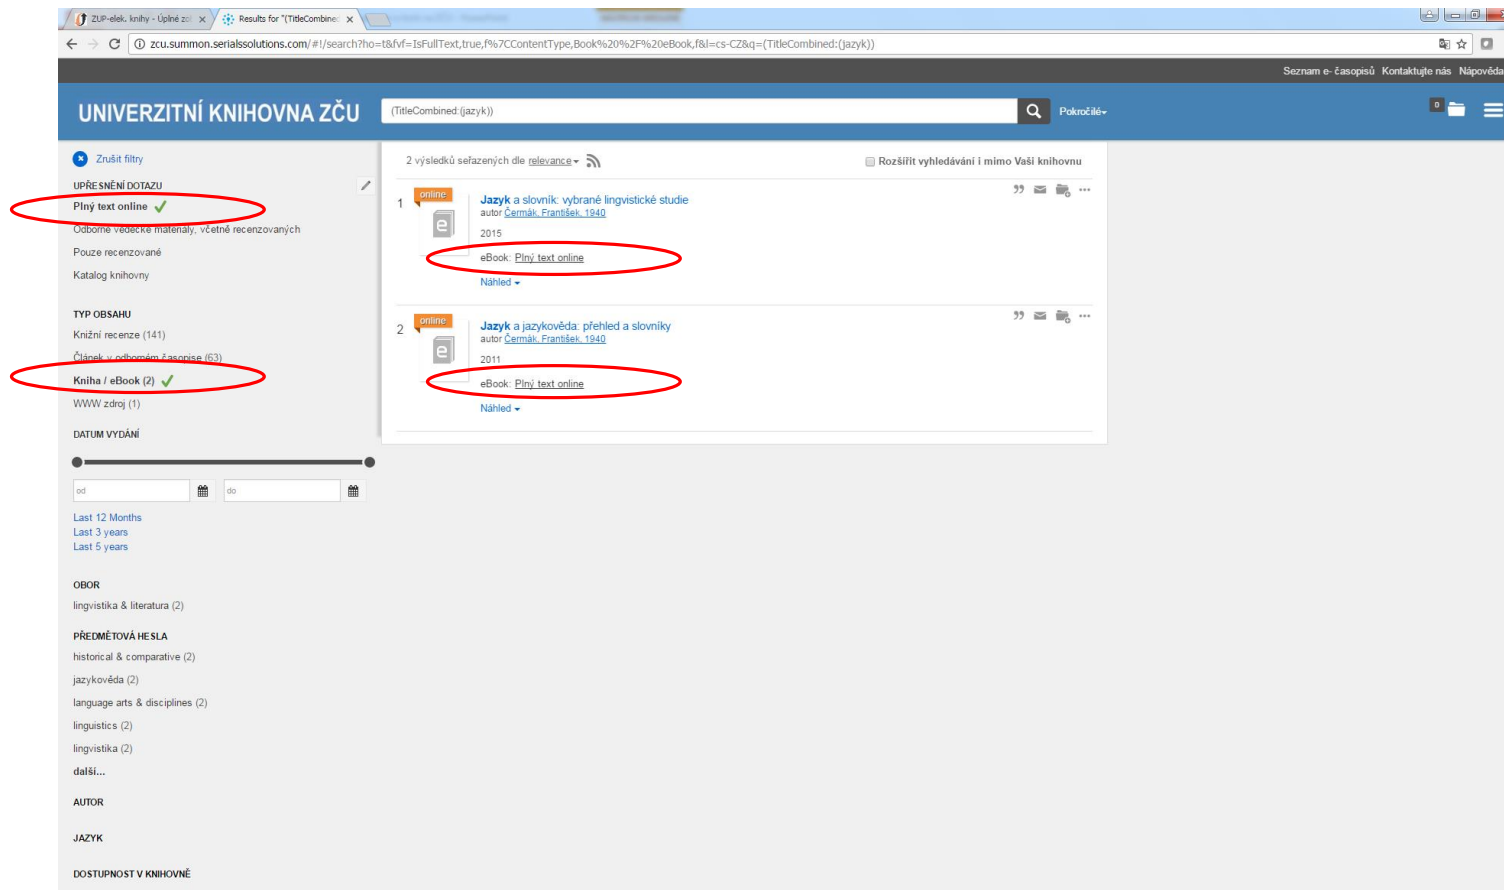 ZUP-elek. knihy - Úplné zo
Results for "(TitleCombine
zcu.summon.serialssolutions.com/#!/search?ho=t&fvf=IsFullText,true,f%7CContentType,Book%20%2F%20eBook,f&l=cs-CZ&q=(TitleCombined:(jazyk))
Seznam e- časopisů Kontaktujte nás Nápověda
UNIVERZITNÍ KNIHOVNA ZČU
(TitleCombined:(jazyk))
Pokročilé
0
Zrušit filtry
UPŘESNĚNÍ DOTAZU
Plný text online
Odborné vědecké materiály, včetně recenzovaných
Pouze recenzované
Katalog knihovny
TYP OBSAHU
Knižní recenze (141)
Článek v odborném časopise (63)
Kniha / eBook (2)
WWW zdroj (1)
DATUM VYDÁNÍ
od
do
Last 12 Months
Last 3 years
Last 5 years
OBOR
lingvistika & literatura (2)
PŘEDMĚTOVÁ HESLA
historical & comparative (2)
jazykověda (2)
language arts & disciplines (2)
linguistics (2)
lingvistika (2)
další...
AUTOR
JAZYK
DOSTUPNOST V KNIHOVNĚ
2 výsledků seřazených dle relevance
Rozšířit vyhledávání i mimo Vaši knihovnu
1
online
e
Jazyk a slovník: vybrané lingvistické studie
autor Čermák, František, 1940
2015
eBook: Plný text online
Náhled
2
online
e
Jazyk a jazykověda: přehled a slovníky
autor Čermák, František, 1940
2011
eBook: Plný text online
Náhled